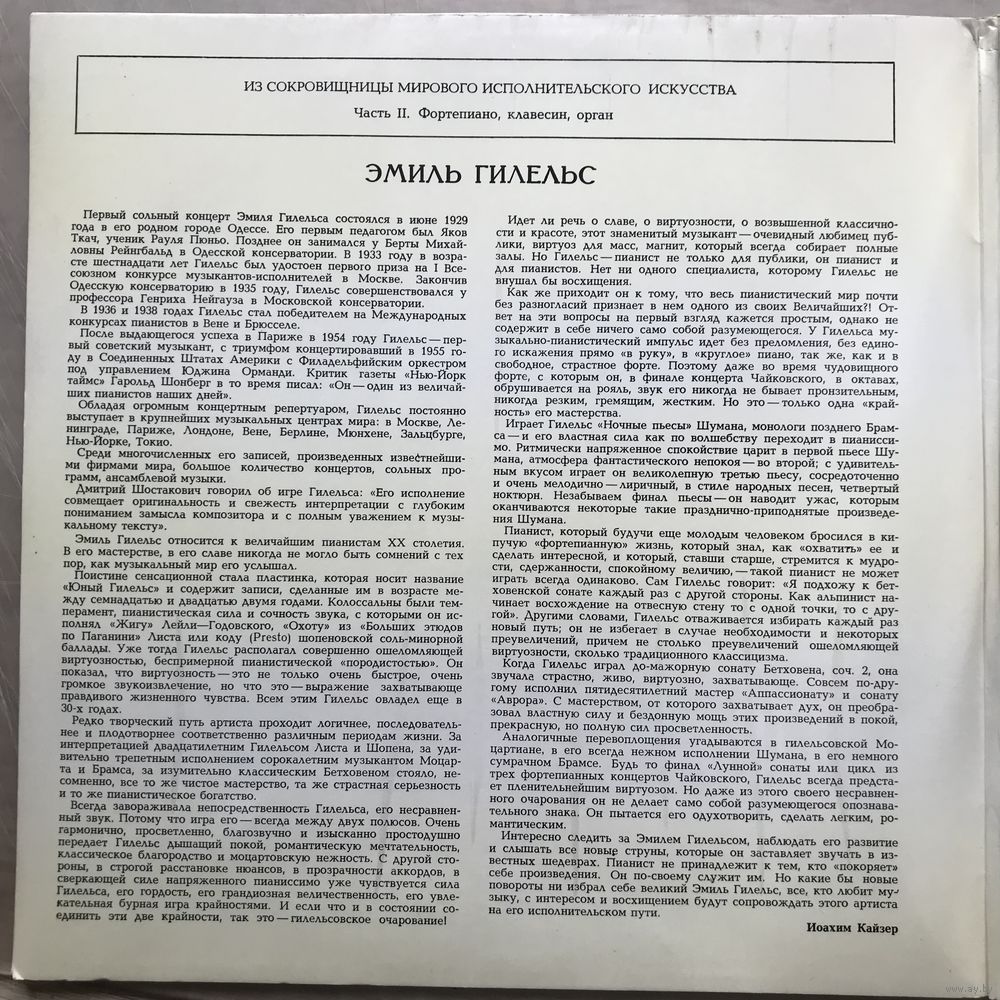 ИЗ СОКРОВИЩНИЦЫ МИРОВОГО ИСПОЛНИТЕЛЬСКОГО ИСКУССТВА
Часть II. Фортепиано, клавесин, орган
ЭМИЛЬ ГИЛЕЛЬС
Первый сольный концерт Эмиля Гилельса состоялся в июне 1929
года в его родном городе Одессе. Его первым педагогом был Яков
Ткач, ученик Рауля Пюньо. Позднее он занимался у Берты Михай-
ловны Рейнгбальд в Одесской консерватории. В 1933 году в возра-
сте шестнадцати лет Гилельс был удостоен первого приза на I Все-
союзном конкурсе музыкантов-исполнителей в Москве. Закончив
Одесскую консерваторию в 1935 году, Гилельс совершенствовался у
профессора Генриха Нейгауза в Московской консерватории.
В 1936 и 1938 годах Гилельс стал победителем на Международных
конкурсах пианистов в Вене и Брюсселе.
После выдающегося успеха в Париже в 1954 году Гилельс — пер-
вый советский музыкант, с триумфом концертировавший в 1955 го-
ду в Соединенных Штатах Америки с Филадельфийским оркестром
под управлением Юджина Орманди. Критик газеты «Нью-Йорк
таймс» Гарольд Шонберг в то время писал: «Он — один из величай-
ших пианистов наших дней».
Обладая огромным концертным репертуаром, Гилельс постоянно
выступает в крупнейших музыкальных центрах мира: в Москве, Ле-
нинграде, Париже, Лондоне, Вене, Берлине, Мюнхене, Зальцбурге,
Нью-Йорке, Токио.
Среди многочисленных его записей, произведенных известнейши-
ми фирмами мира, большое количество концертов, сольных про-
грамм, ансамблевой музыки.
Дмитрий Шостакович говорил об игре Гилельса: «Его исполнение
совмещает оригинальность и свежесть интерпретации с глубоким
пониманием замысла композитора и с полным уважением к музы-
кальному тексту».
Эмиль Гилельс относится к величайшим пианистам XX столетия.
В его мастерстве, в его славе никогда не могло быть сомнений с тех
пор, как музыкальный мир его услышал.
Поистине сенсационной стала пластинка, которая носит название
«Юный Гилельс» и содержит записи, сделанные им в возрасте ме-
жду семнадцатью и двадцатью двумя годами. Колоссальны были тем-
перамент, пианистическая сила и сочность звука, с которыми он ис-
полнял «Жигу» Лейли—Годовского, «Охоту» из «Больших этюдов
по Паганини» Листа или коду (Presto) шопеновской соль-минорной
баллады. Уже тогда Гилельс располагал совершенно ошеломляющей
виртуозностью, беспримерной пианистической «породистостью». Он
показал, что виртуозность — это не только очень быстрое, очень
громкое звукоизвлечение, но что это — выражение захватывающе
правдивого жизненного чувства. Всем этим Гилельс овладел еще в
30-х годах.
Редко творческий путь артиста проходит логичнее, последователь-
нее и плодотворнее соответственно различным периодам жизни. За
интерпретацией двадцатилетним Гилельсом Листа и Шопена, за уди-
вительно трепетным исполнением сорокалетним музыкантом Моцар-
та и Брамса, за изумительно классическим Бетховеном стояло, не-
сомненно, все то же чистое мастерство, та же страстная серьезность
и то же пианистическое богатство.
Всегда завораживала непосредственность Гилельса, его несравнен-
ный звук. Потому что игра его — всегда между двух полюсов. Очень
гармонично, просветленно, благозвучно и изысканно простодушно
передает Гилельс дышащий покой, романтическую мечтательность,
классическое благородство и моцартовскую нежность. С другой сто-
роны, в строгой расстановке нюансов, в прозрачности аккордов, в
сверкающей силе напряженного пианиссимо уже чувствуется сила
Гилельса, его гордость, его грандиозная величественность, его увле-
кательная бурная игра крайностями. И если что и в состоянии со-
единить эти две крайности, так это — гилельсовское очарование!
Идет ли речь о славе, о виртуозности, о возвышенной классично-
сти и красоте, этот знаменитый музыкант — очевидный любимец пуб-
лики, виртуоз для масс, магнит, который всегда собирает полные
залы. Но Гилельс — пианист не только для публики, он пианист и
для пианистов. Нет ни одного специалиста, которому Гилельс не
внушал бы восхищения.
Как же приходит он к тому, что весь пианистический мир почти
без разногласий признает в нем одного из своих Величайших?! От-
вет на эти вопросы на первый взгляд кажется простым, однако не
содержит в себе ничего само собой разумеющегося. У Гилельса му-
зыкально-пианистический импульс идет без преломления, без едино-
го искажения прямо «в руку», в «круглое» пиано, так же, как и в
свободное, страстное форте. Поэтому даже во время чудовищного
форте, с которым он, в финале концерта Чайковского, в октавах,
обрушивается на рояль, звук его никогда не бывает пронзительным,
никогда резким, гремящим, жестким. Но это — только одна «край-
ность» его мастерства.
Играет Гилельс «Ночные пьесы» Шумана, монологи позднего Брам-
са — и его властная сила как по волшебству переходит в пианисси-
мо. Ритмически напряженное спокойствие царит в первой пьесе Шу-
мана, атмосфера фантастического непокоя — во второй; с удивитель-
ным вкусом играет он великолепную третью пьесу, сосредоточенно
и очень мелодично — лиричный, в стиле народных песен, четвертый
ноктюрн. Незабываем финал пьесы — он наводит ужас, которым
оканчиваются некоторые такие празднично-приподнятые произведе-
ния Шумана.
Пианист, который будучи еще молодым человеком бросился в ки-
пучую «фортепианную» жизнь, который знал, как «охватить» ее и
сделать интересной, и который, ставши старше, стремится к мудро-
сти, сдержанности, спокойному величию, — такой пианист не может
играть всегда одинаково. Сам Гилельс говорит: «Я подхожу к бет-
ховенской сонате каждый раз с другой стороны. Как альпинист на-
чинает восхождение на отвесную стену то с одной точки, то с дру-
гой». Другими словами, Гилельс отваживается избирать каждый раз
новый путь; он не избегает в случае необходимости и некоторых
преувеличений, причем не столько преувеличений ошеломляющей
виртуозности, сколько традиционного классицизма.
Когда Гилельс играл до-мажорную сонату Бетховена, соч. 2, она
звучала страстно, живо, виртуозно, захватывающе. Совсем по-дру-
гому исполнил пятидесятилетний мастер «Аппассионату» и сонату
«Аврора». С мастерством, от которого захватывает дух, он преобра-
зовал властную силу и бездонную мощь этих произведений в покой,
прекрасную, но полную сил просветленность.
Аналогичные перевоплощения угадываются в гилельсовской Мо-
цартиане, в его всегда нежном исполнении Шумана, в его немного
сумрачном Брамсе. Будь то финал «Лунной» сонаты или цикл из
трех фортепианных концертов Чайковского, Гилельс всегда предста-
ет пленительнейшим виртуозом. Но даже из этого своего несравнен-
ного очарования он не делает само собой разумеющегося опознава-
тельного знака. Он пытается его одухотворить, сделать легким, ро-
мантическим.
Интересно следить за Эмилем Гилельсом, наблюдать его развитие
и слышать все новые струны, которые он заставляет звучать в из-
вестных шедеврах. Пианист не принадлежит к тем, кто «покоряет»
себе произведения. Он по-своему служит им. Но какие бы новые
повороты ни избрал себе великий Эмиль Гилельс, все, кто любит му-
зыку, с интересом и восхищением будут сопровождать этого артиста
на его исполнительском пути.
Иоахим Кайзер
www.ay.by